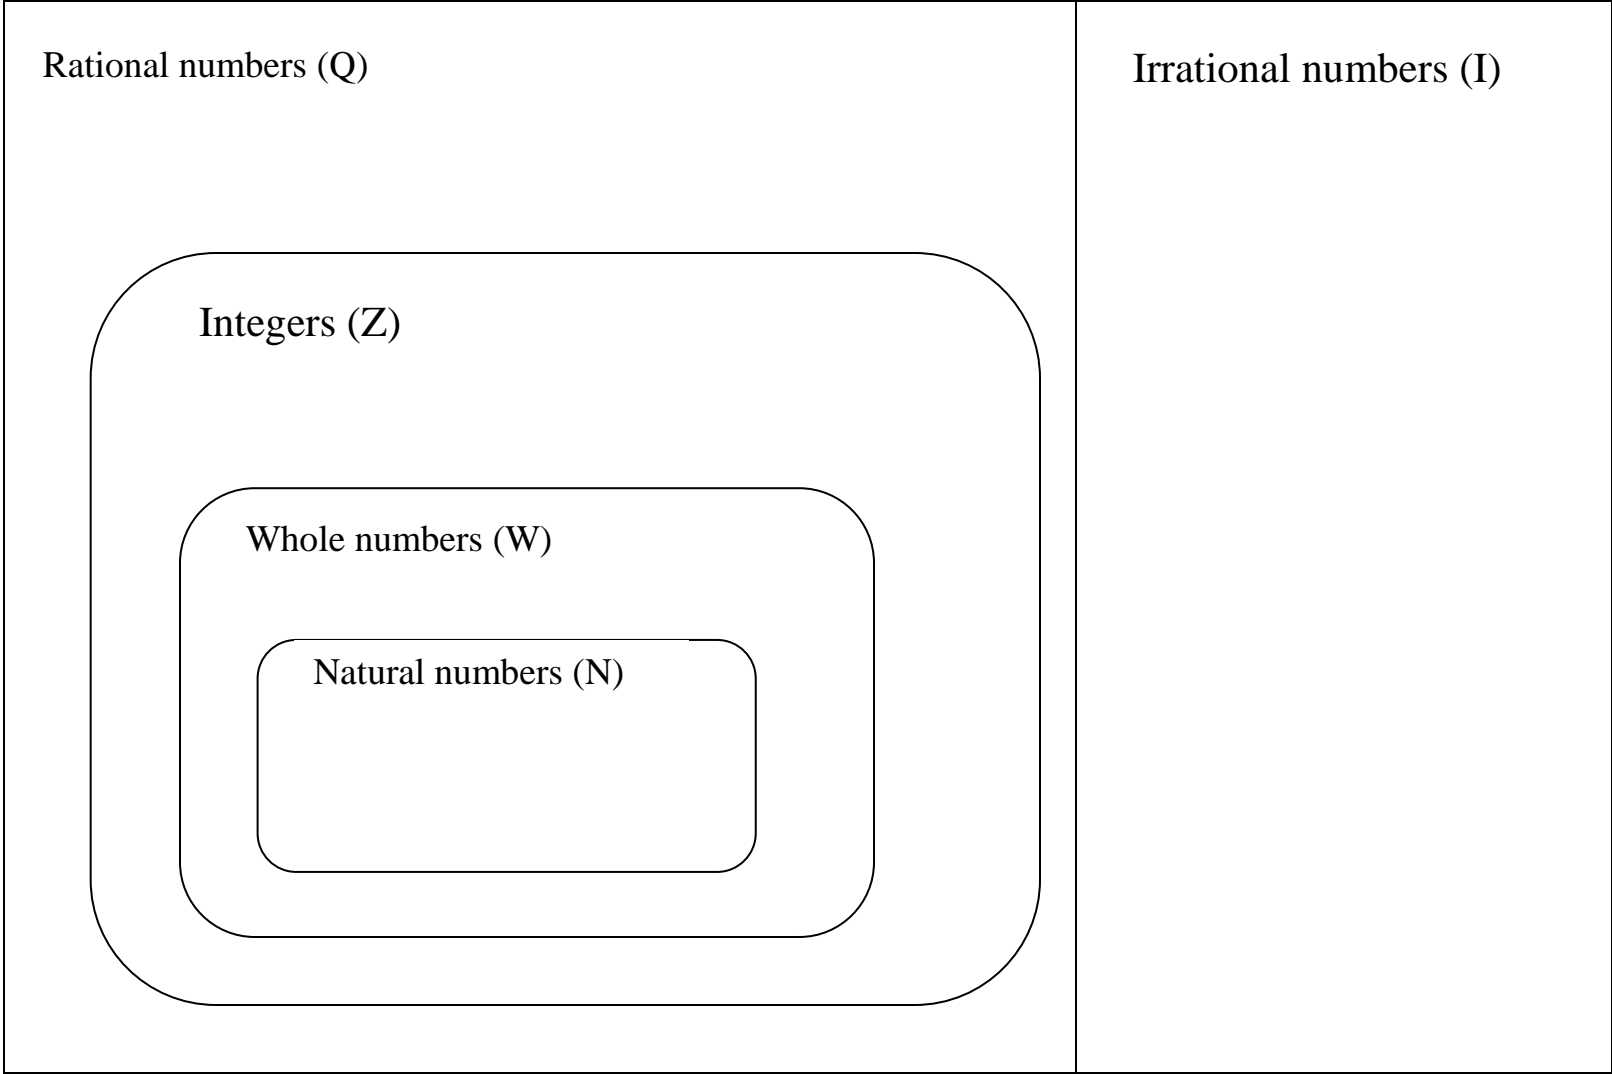 Rational numbers (Q)
Irrational numbers (I)
Integers (Z)
Whole numbers (W)
Natural numbers (N)